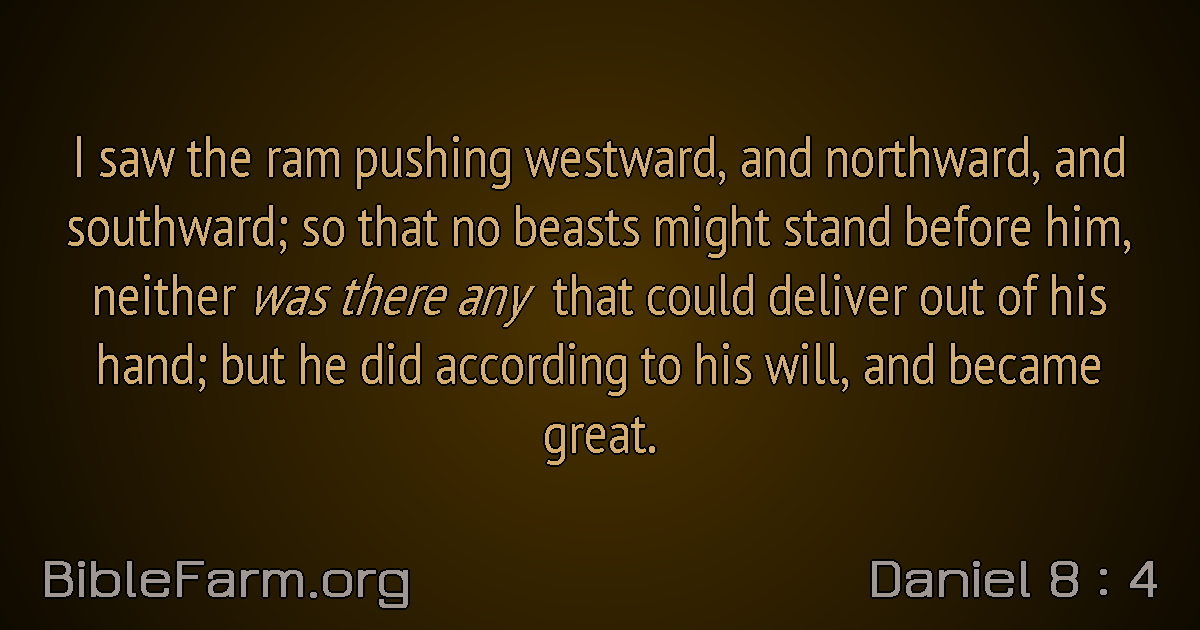 I saw the ram pushing westward, and northward, and
southward; so that no beasts might stand before him,
neither was there any that could deliver out of his
hand; but he did according to his will, and became
great.
BibleFarm.org
Daniel 8 : 4